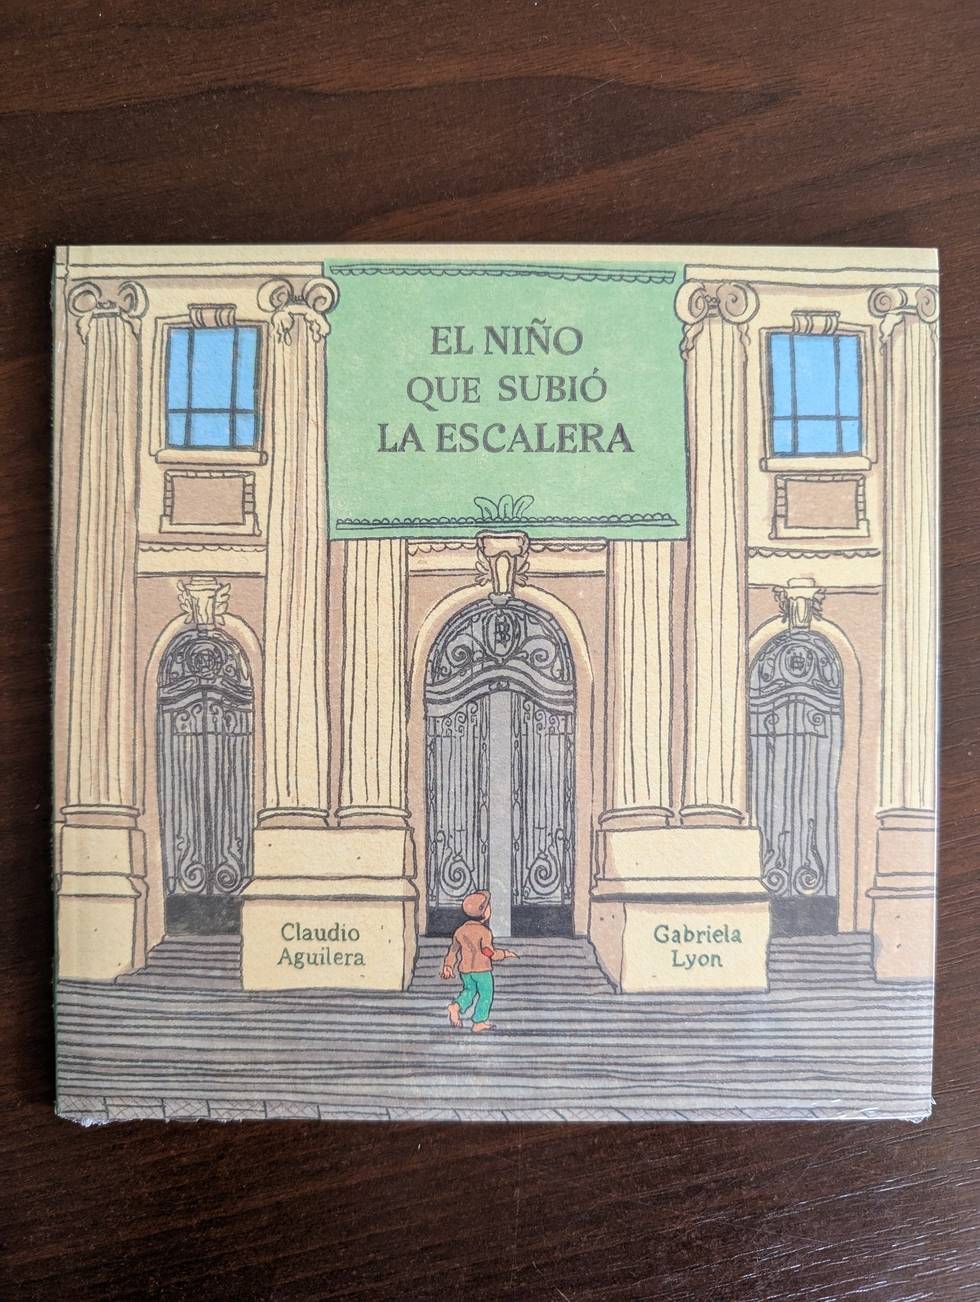 EL NIÑO
QUE SUBIÓ
LA ESCALERA
Claudio
Aguilera
Gabriela
Lyon